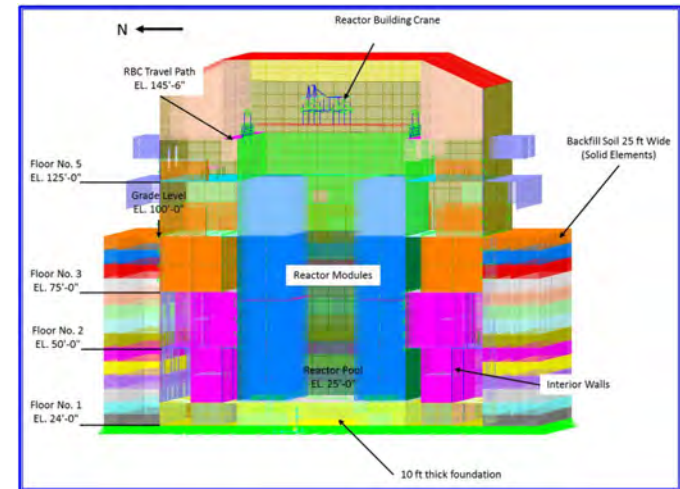 N
Reactor Building Crane
RBC Travel Path
EL. 145'-6"
Backfill Soil 25 ft Wide
(Solid Elements)
Floor No. 5
EL. 125'-0"
Grade Level
EL. 100'-0"
Reactor Modules
Floor No. 3
EL. 75'-0"
Floor No. 2
EL. 50'-0"
Reactor Pool
EL. 25'-0"
Interior Walls
Floor No. 1
EL. 24'-0"
10 ft thick foundation